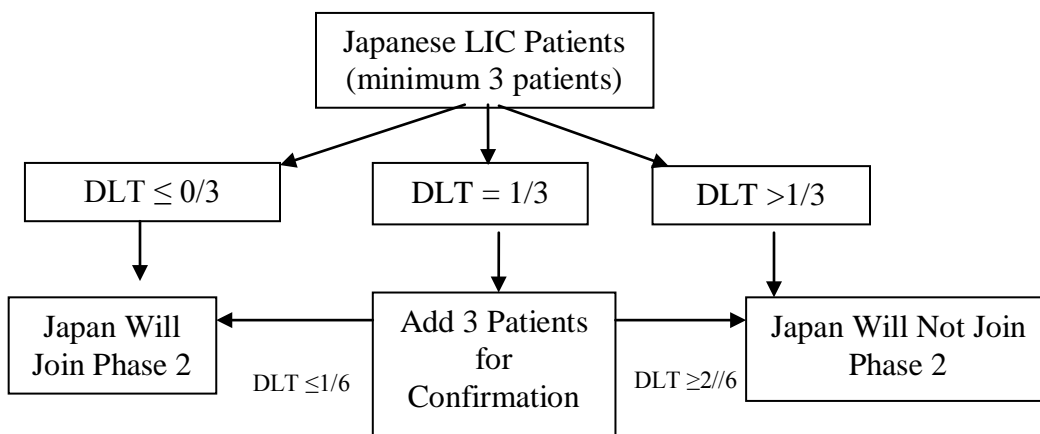 Japanese LIC Patients
(minimum 3 patients)
DLT ≤ 0/3
DLT = 1/3
DLT >1/3
Japan Will
Join Phase 2
DLT ≤1/6
Add 3 Patients
for
Confirmation
DLT ≥2//6
Japan Will Not Join
Phase 2